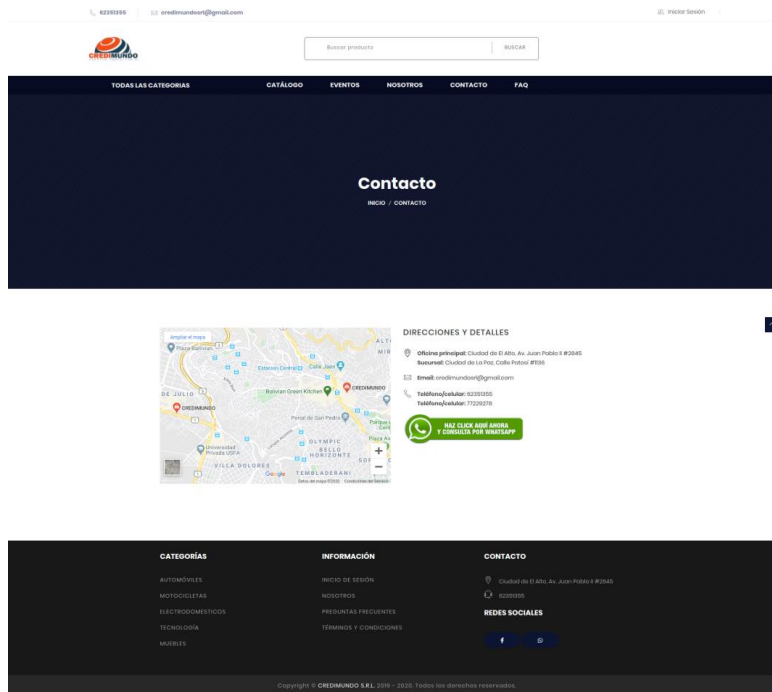 62351355
credimundosrl@gmail.com
Iniciar Sesión
CREDIMUNDO
Buscar producto
BUSCAR
TODAS LAS CATEGORIAS
CATÁLOGO
EVENTOS
NOSOTROS
CONTACTO
FAQ
Contacto
INICIO / CONTACTO
Ampliar el mapa
Estación Central
Calle Jaen
Bolivian Green Kitchen
CREDIMUNDO
DE JULIO
CREDIMUNDO
Penal de San Pedro
OLYMPIC
BELLO
HORIZONTE
Universidad
Privada USFA
VILLA DOLORES
TEMBLADERANI
Google
DIRECCIONES Y DETALLES
Oficina principal: Ciudad de El Alto, Av. Juan Pablo II #2845
Sucursal: Ciudad de La Paz, Calle Potosí #1136
Email: credimundosrl@gmail.com
Teléfono/celular: 62351355
Teléfono/celular: 77229278
HAZ CLICK AQUÍ AHORA
Y CONSULTA POR WHATSAPP
CATEGORÍAS
AUTOMÓVILES
MOTOCICLETAS
ELECTRODOMESTICOS
TECNOLOGÍA
MUEBLES
INFORMACIÓN
INICIO DE SESIÓN
NOSOTROS
PREGUNTAS FRECUENTES
TÉRMINOS Y CONDICIONES
CONTACTO
Ciudad de El Alto, Av. Juan Pablo II #2845
62351355
REDES SOCIALES
Copyright © CREDIMUNDO S.R.L. 2019 - 2020. Todos los derechos reservados.